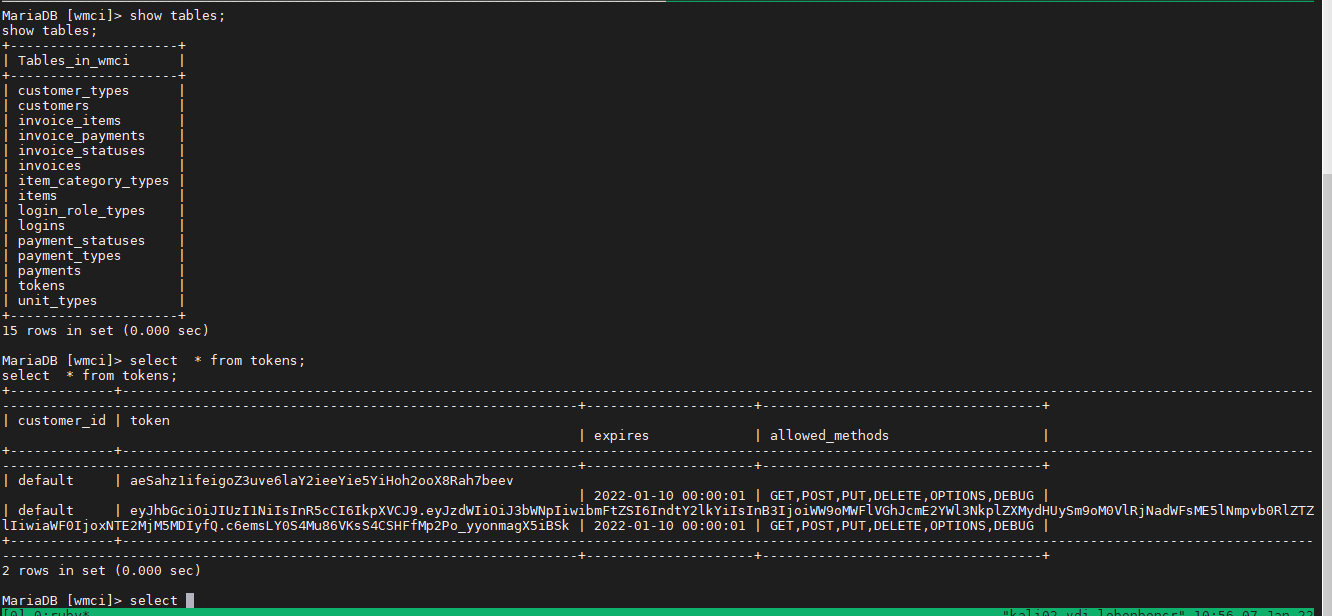 MariaDB [wmci]> show tables;
show tables;
+---------------------+
| Tables_in_wmci      |
+---------------------+
| customer_types      |
| customers           |
| invoice_items       |
| invoice_payments    |
| invoice_statuses    |
| invoices            |
| item_category_types |
| items               |
| login_role_types    |
| logins              |
| payment_statuses    |
| payment_types       |
| payments            |
| tokens              |
| unit_types          |
+---------------------+
15 rows in set (0.000 sec)
MariaDB [wmci]> select  * from tokens;
select  * from tokens;
| customer_id | token
| expires             | allowed_methods                   |
| default     | aeSahz1ifeigoZ3uve6laY2ieeYie5YiHoh2ooX8Rah7beev
| 2022-01-10 00:00:01 | GET,POST,PUT,DELETE,OPTIONS,DEBUG |
| default     | eyJhbGciOiJIUzI1NiIsInR5cCI6IkpXVCJ9.eyJzdWIiOiJ3bWNpIiwibmFtZSI6IndtY2lkYiIsInB3IjoiWW9oMWFlVGhJcmE2YWl3NkplZXMydHUySm9oM0VlRjNadWFsME5lNmpvb0RlZTZ
lIiwiaWF0IjoxNTE2MjM5MDIyfQ.c6emsLY0S4Mu86VKsS4CSHFfMp2Po_yyonmagX5iBSk | 2022-01-10 00:00:01 | GET,POST,PUT,DELETE,OPTIONS,DEBUG |
2 rows in set (0.000 sec)
MariaDB [wmci]> select
[0] 0:ruby* 10:56 07-Jan-22